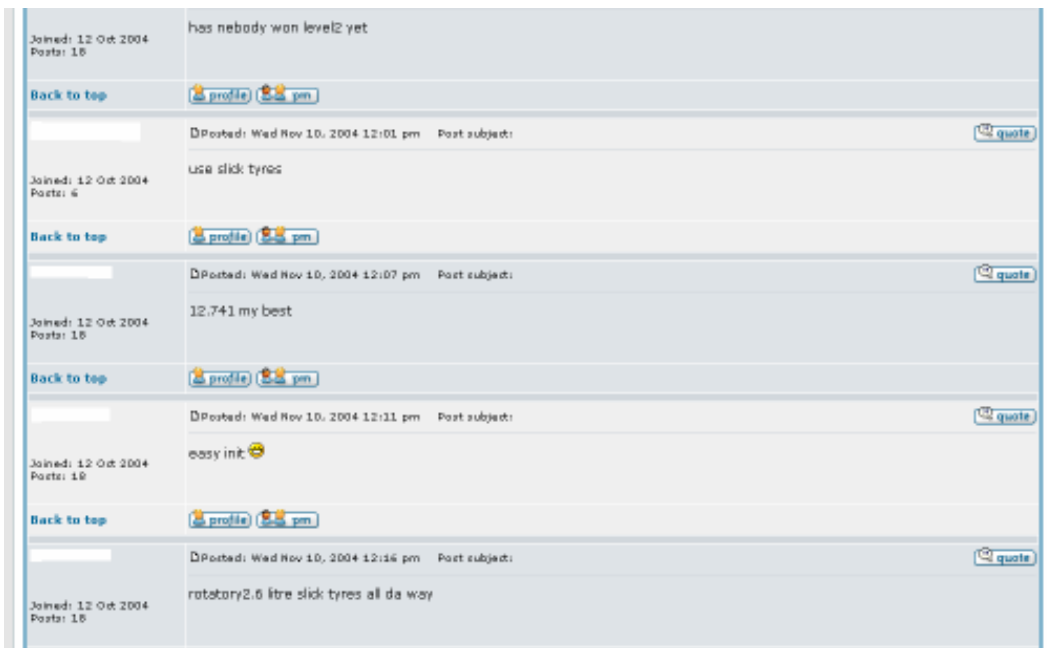 has nebody won level2 yet
Joined: 12 Oct 2004
Posts: 18
Back to top
profile pm
Posted: Wed Nov 10, 2004 12:01 pm Post subject:
quote
use slick tyres
Joined: 12 Oct 2004
Posts: 6
Back to top
profile pm
Posted: Wed Nov 10, 2004 12:07 pm Post subject:
quote
12.741 my best
Joined: 12 Oct 2004
Posts: 18
Back to top
profile pm
Posted: Wed Nov 10, 2004 12:11 pm Post subject:
quote
easy init
Joined: 12 Oct 2004
Posts: 18
Back to top
profile pm
Posted: Wed Nov 10, 2004 12:16 pm Post subject:
quote
rotatory2.6 litre slick tyres all da way
Joined: 12 Oct 2004
Posts: 18